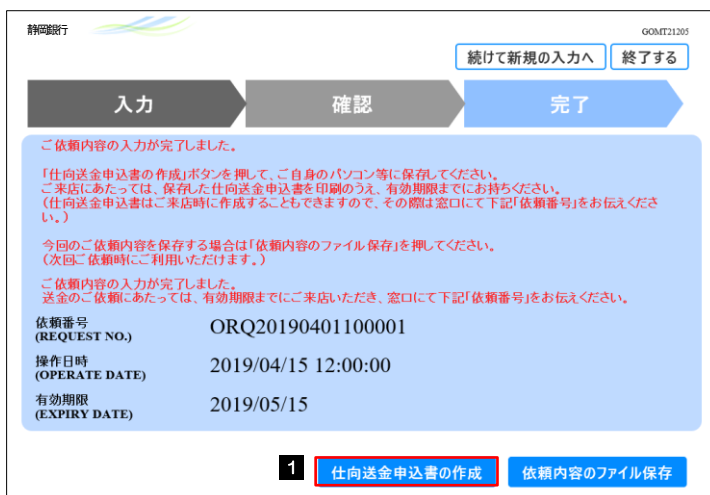 静岡銀行
GOMT21205
続けて新規の入力へ 終了する
入力 確認 完了
ご依頼内容の入力が完了しました。
「仕向送金申込書の作成」ボタンを押して、ご自身のパソコン等に保存してください。
ご来店にあたっては、保存した仕向送金申込書を印刷のうえ、有効期限までにお持ちください。
(仕向送金申込書はご来店時に作成することもできますので、その際は窓口にて下記「依頼番号」をお伝えくださ
い。)
今回のご依頼内容を保存する場合は「依頼内容のファイル保存」を押してください。
(次回ご依頼時にご利用いただけます。)
ご依頼内容の入力が完了しました。
送金のご依頼にあたっては、有効期限までにご来店いただき、窓口にて下記「依頼番号」をお伝えください。
依頼番号
(REQUEST NO.) ORQ20190401100001
操作日時
(OPERATE DATE) 2019/04/15 12:00:00
有効期限
(EXPIRY DATE) 2019/05/15
1 仕向送金申込書の作成 依頼内容のファイル保存